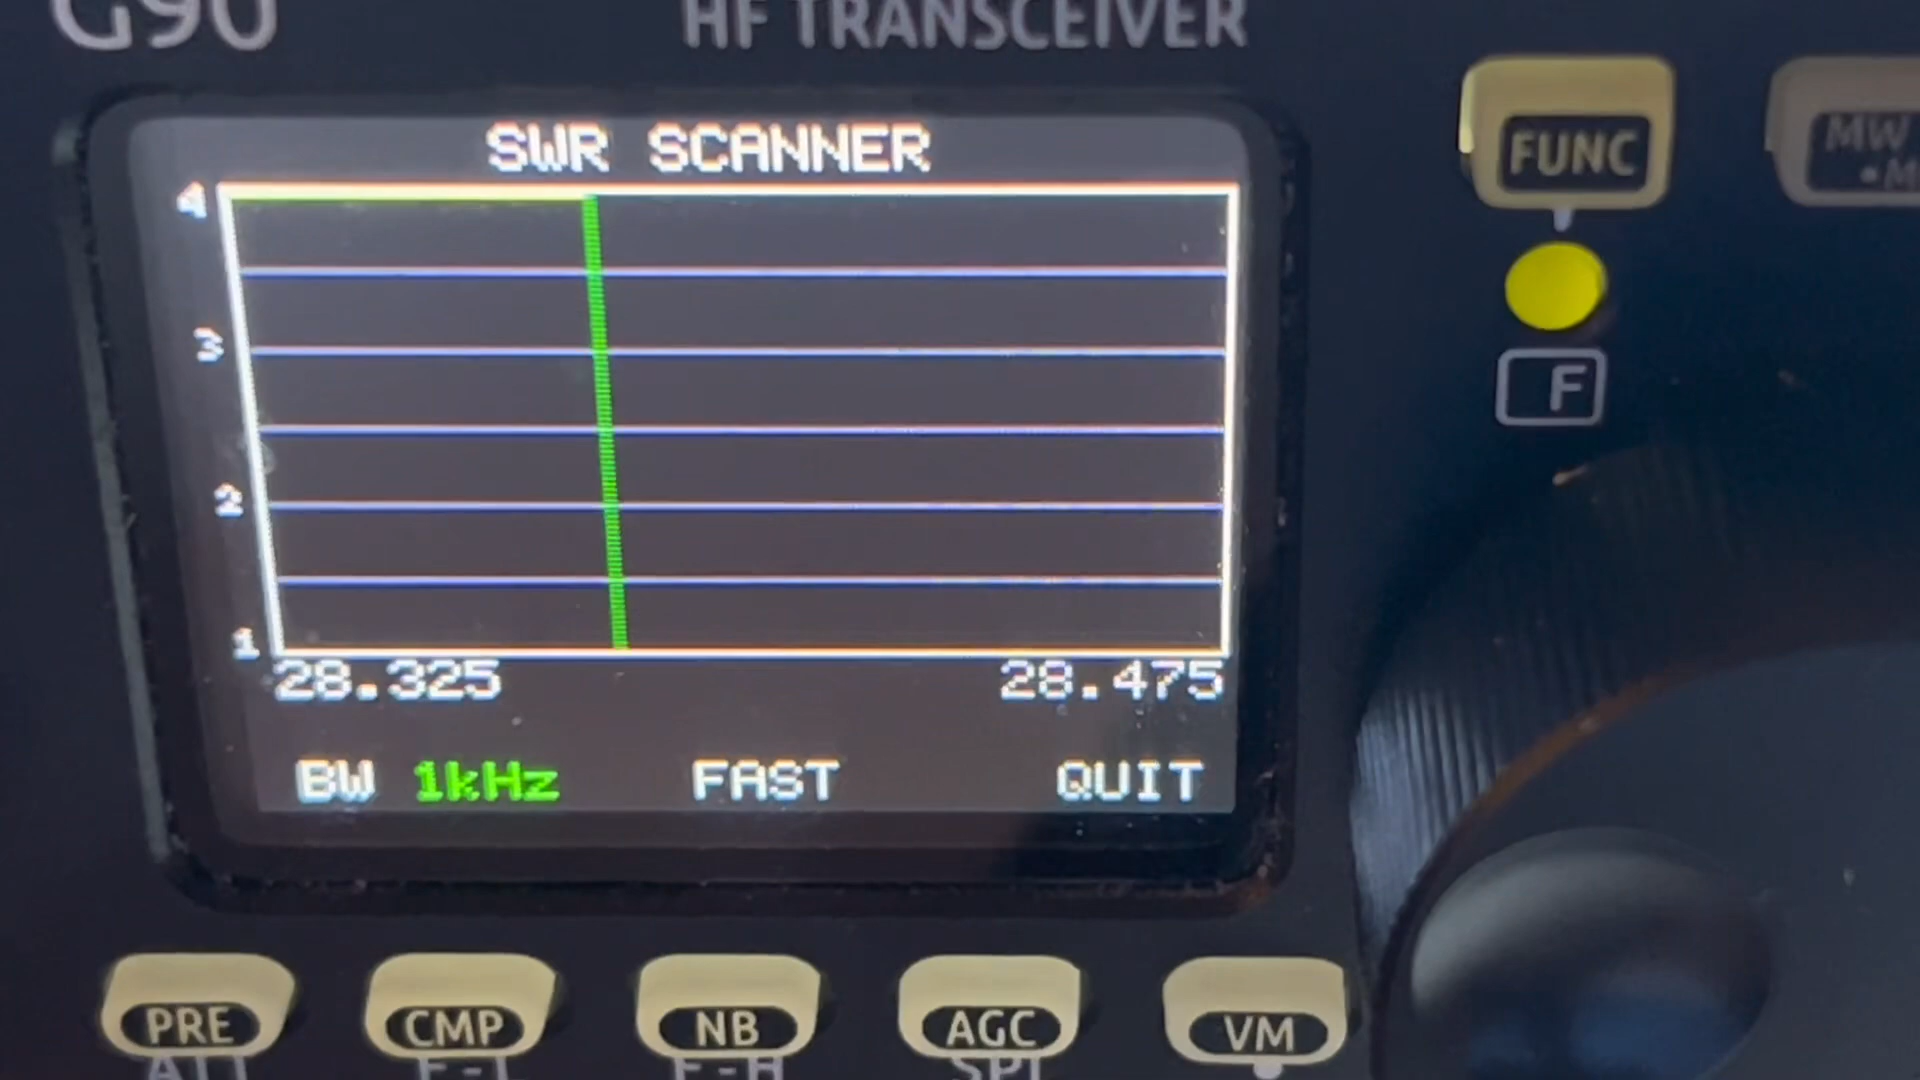 G90 HF TRANSCEIVER
SWR SCANNER
4
3
2
1
28.325 28.475
BW 1kHz FAST QUIT
FUNC
MW
F
PRE CMP NB AGC VM